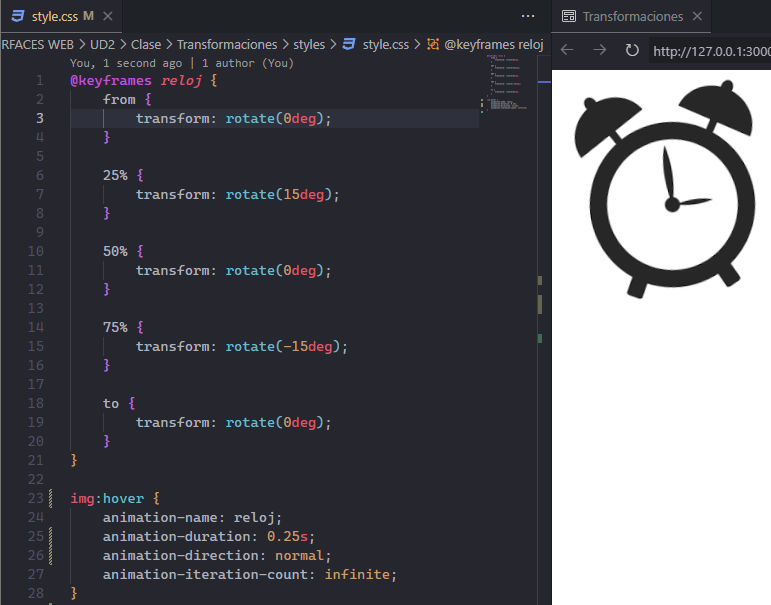 style.css M
Transformaciones
RFACES WEB > UD2 > Clase > Transformaciones > styles > style.css > @keyframes reloj
http://127.0.0.1:3000
You, 1 second ago | 1 author (You)
1 @keyframes reloj {
2 from {
3 transform: rotate(0deg);
4 }
5
6 25% {
7 transform: rotate(15deg);
8 }
9
10 50% {
11 transform: rotate(0deg);
12 }
13
14 75% {
15 transform: rotate(-15deg);
16 }
17
18 to {
19 transform: rotate(0deg);
20 }
21 }
22
23 img:hover {
24 animation-name: reloj;
25 animation-duration: 0.25s;
26 animation-direction: normal;
27 animation-iteration-count: infinite;
28 }